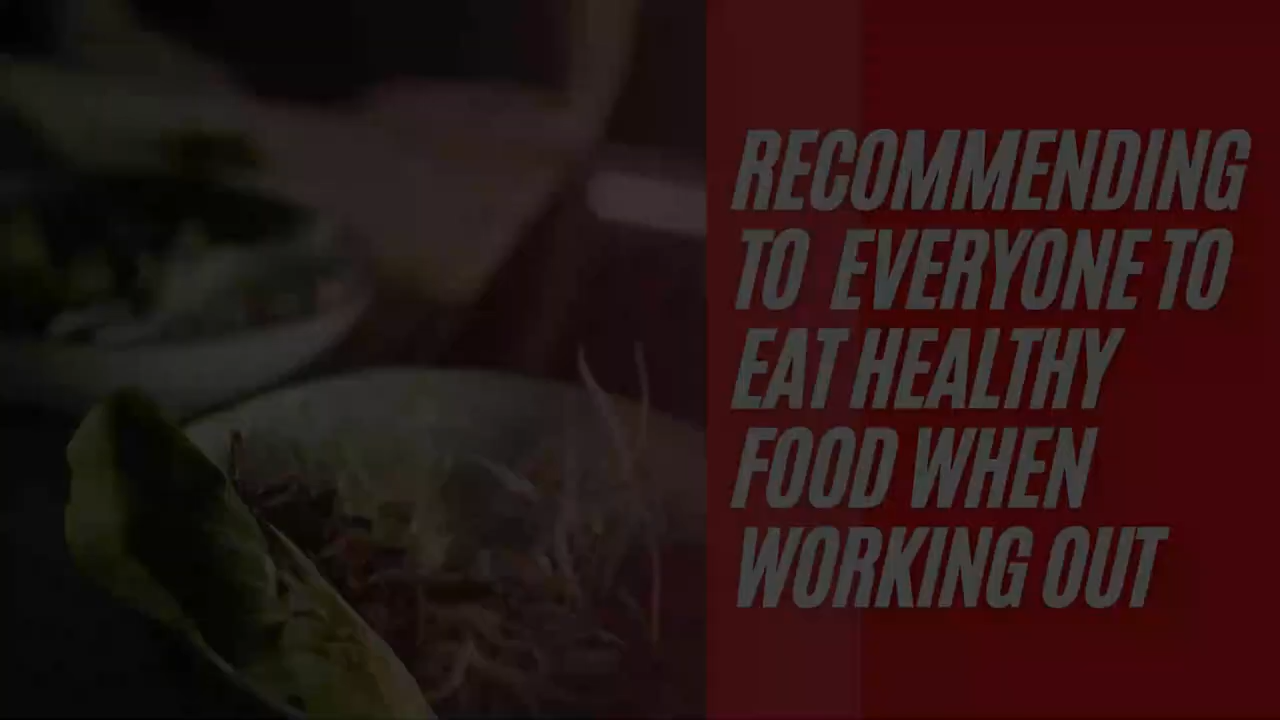 RECOMMENDING
TO EVERYONE TO
EAT HEALTHY
FOOD WHEN
WORKING OUT